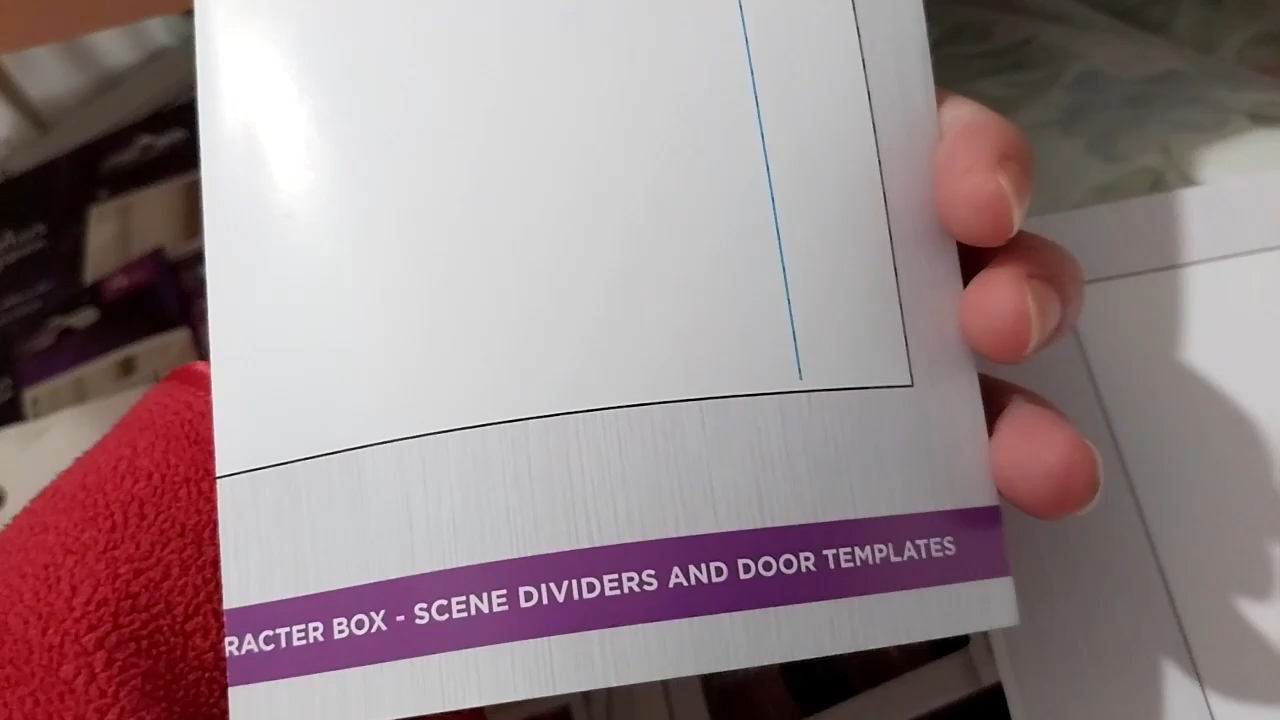 RACTER BOX - SCENE DIVIDERS AND DOOR TEMPLATES